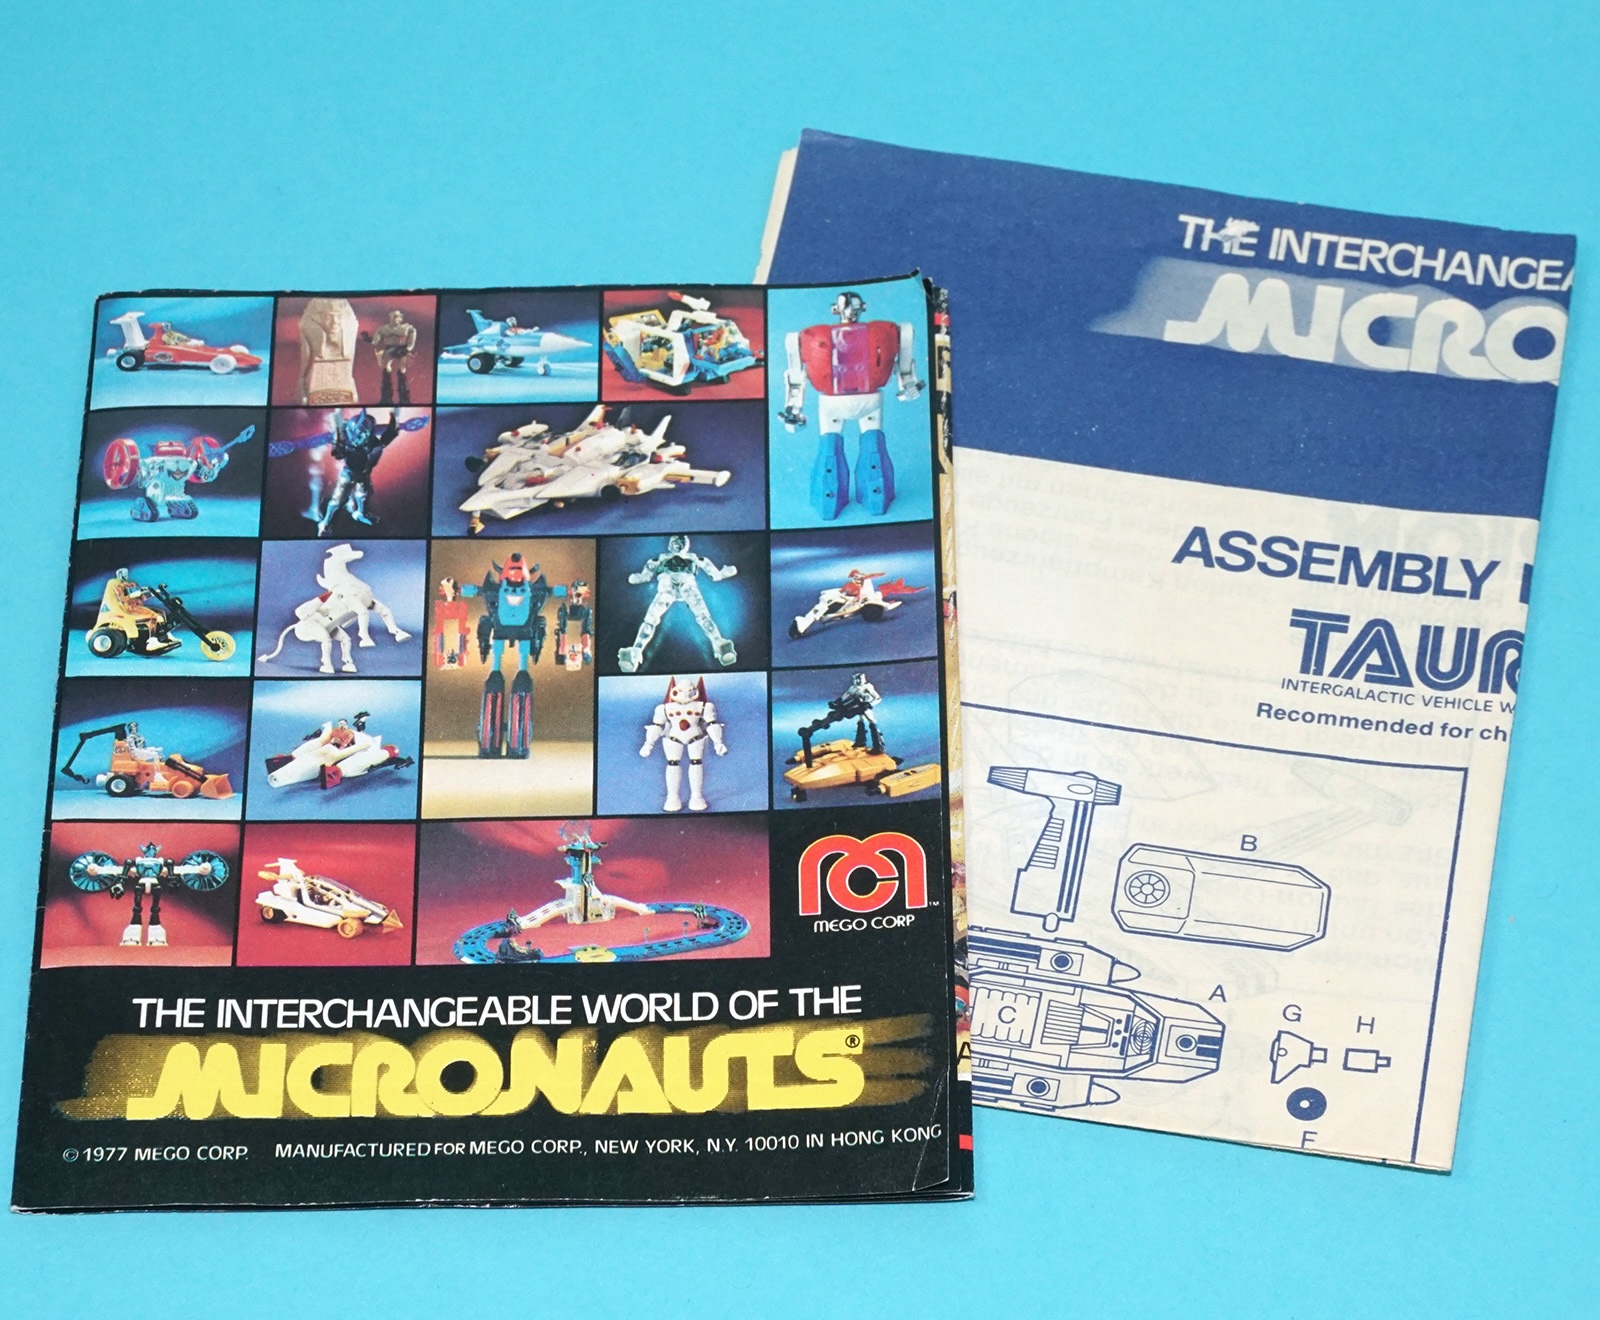 MEGO CORP
THE INTERCHANGEABLE WORLD OF THE
MICRONAUTS®
© 1977 MEGO CORP. MANUFACTURED FOR MEGO CORP., NEW YORK, N.Y. 10010 IN HONG KONG
THE INTERCHANGEA
MICRO
ASSEMBLY
TAUR
INTERGALACTIC VEHICLE W
Recommended for ch
B
A
C
G
H
F